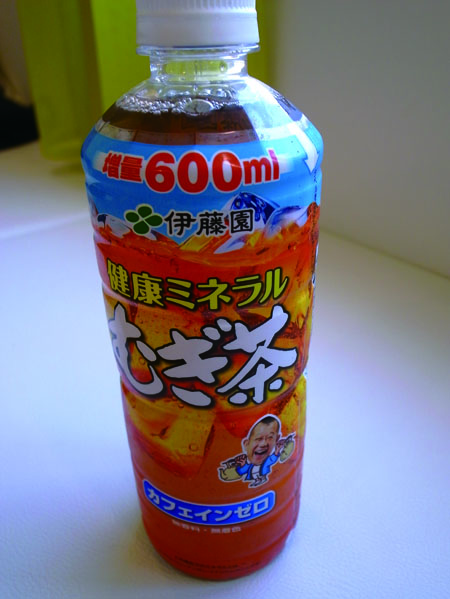 増量600ml
伊藤園
健康ミネラル
むぎ茶
カフェインゼロ
無香料・無着色